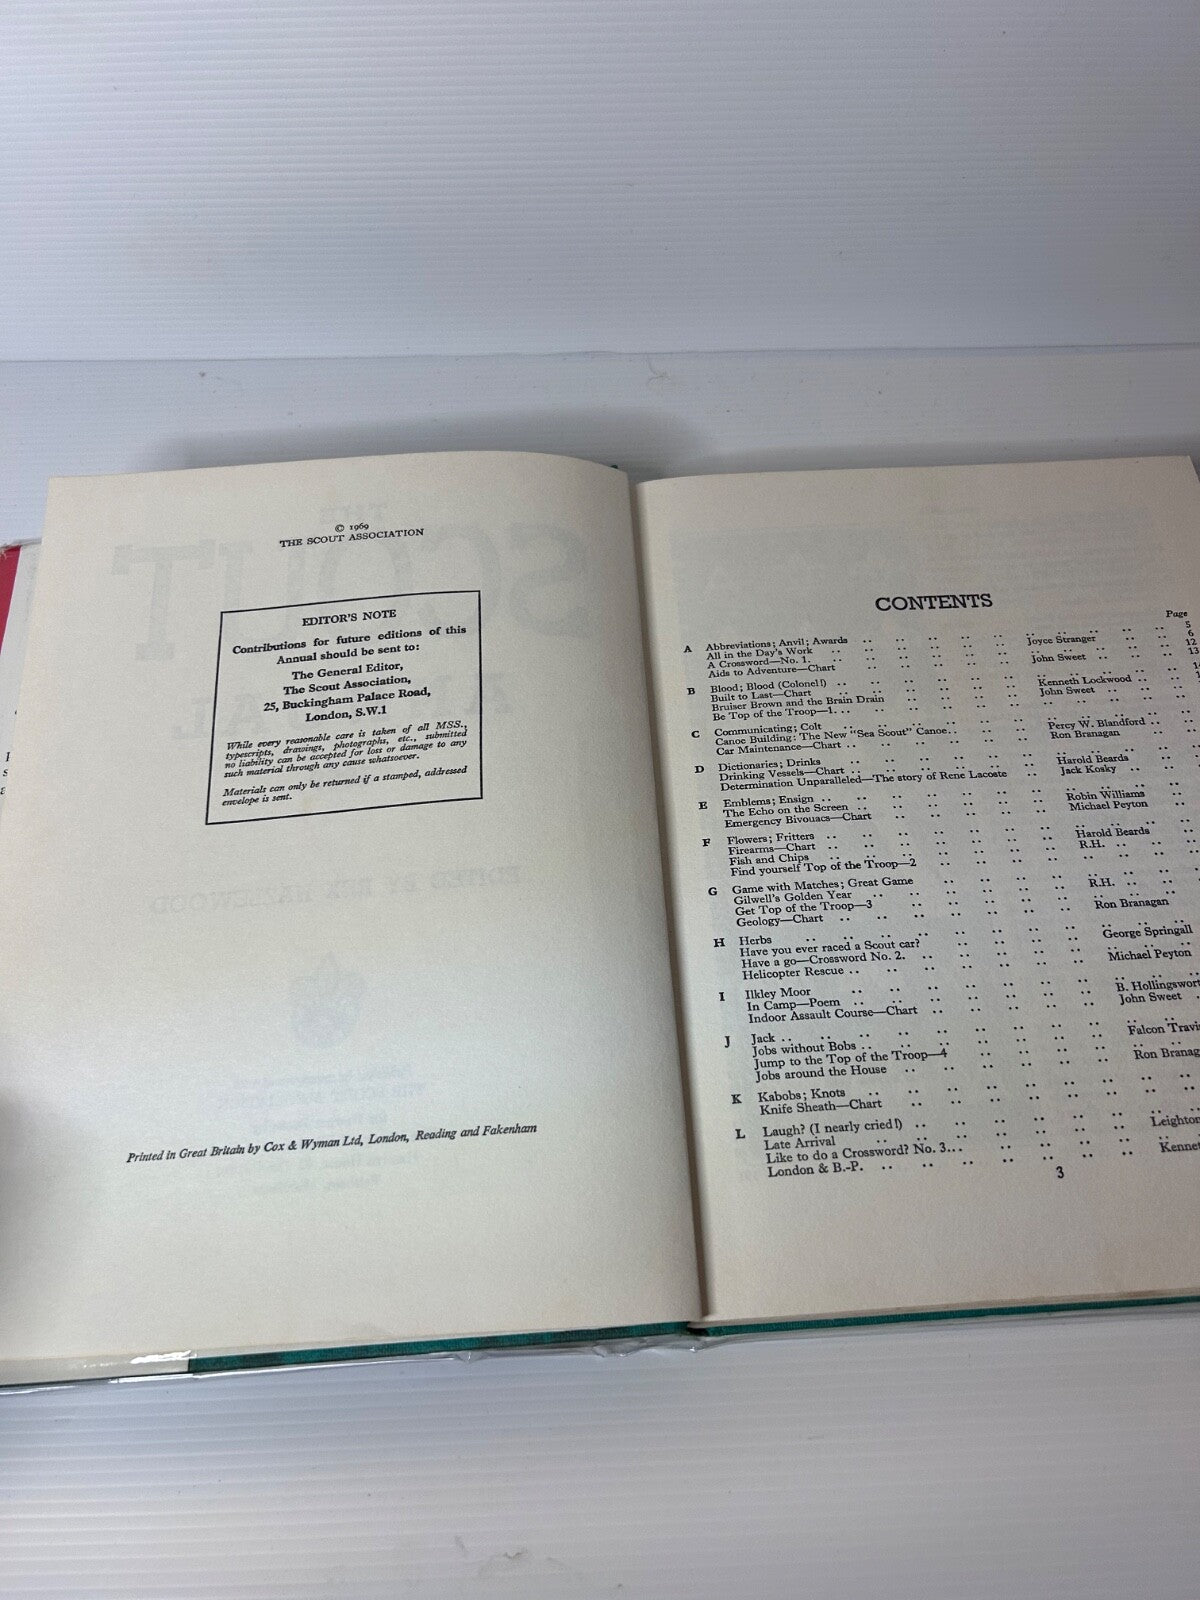 © 1969
THE SCOUT ASSOCIATION
EDITOR'S NOTE
Contributions for future editions of this
Annual should be sent to:
The General Editor,
The Scout Association,
25, Buckingham Palace Road,
London, S.W.1
While every reasonable care is taken of all MSS.,
typescripts, drawings, photographs, etc., submitted
no liability can be accepted for loss or damage to any
such material through any cause whatsoever.
Materials can only be returned if a stamped, addressed
envelope is sent.
Printed in Great Britain by Cox & Wyman Ltd, London, Reading and Fakenham
CONTENTS
Page
A Abbreviations; Anvil; Awards .. .. .. .. .. .. 5
All in the Day's Work .. .. .. .. Joyce Stranger .. .. 6
A Crossword—No. 1. .. .. .. .. .. .. 12
Aids to Adventure—Chart .. .. .. .. John Sweet .. .. 13
B Blood; Blood (Colonel!) .. .. .. .. .. ..
Built to Last—Chart .. .. .. .. Kenneth Lockwood .. ..
Bruiser Brown and the Brain Drain .. .. .. John Sweet .. ..
Be Top of the Troop—1. .. .. .. .. .. ..
C Communicating; Colt .. .. .. .. .. ..
Canoe Building: The New "Sea Scout" Canoe.. .. .. Percy W. Blandford .. ..
Car Maintenance—Chart .. .. .. .. Ron Branagan .. ..
D Dictionaries; Drinks .. .. .. .. .. ..
Drinking Vessels—Chart .. .. .. .. Harold Beards .. ..
Determination Unparalleled—The story of Rene Lacoste .. Jack Kosky .. ..
E Emblems; Ensign .. .. .. .. .. ..
The Echo on the Screen .. .. .. .. Robin Williams .. ..
Emergency Bivouacs—Chart .. .. .. .. Michael Peyton .. ..
F Flowers; Fritters .. .. .. .. .. ..
Firearms—Chart .. .. .. .. Harold Beards ..
Fish and Chips .. .. .. .. R.H. .. ..
Find yourself Top of the Troop—2 .. .. .. .. ..
G Game with Matches; Great Game .. .. .. .. ..
Gilwell's Golden Year .. .. .. .. R.H. .. ..
Get Top of the Troop—3 .. .. .. .. .. ..
Geology—Chart .. .. .. .. Ron Branagan ..
H Herbs .. .. .. .. .. ..
Have you ever raced a Scout car? .. .. .. George Springall
Have a go—Crossword No. 2. .. .. .. .. ..
Helicopter Rescue .. .. .. .. Michael Peyton
I Ilkley Moor .. .. .. .. .. ..
In Camp—Poem .. .. .. .. B. Hollingswort
Indoor Assault Course—Chart .. .. .. .. John Sweet ..
J Jack .. .. .. .. .. ..
Jobs without Bobs .. .. .. .. Falcon Travi
Jump to the Top of the Troop—4 .. .. .. ..
Jobs around the House .. .. .. .. Ron Branag
K Kabobs; Knots .. .. .. .. .. ..
Knife Sheath—Chart .. .. .. .. .. ..
L Laugh? (I nearly cried!) .. .. .. .. ..
Late Arrival .. .. .. .. Leighton
Like to do a Crossword? No. 3... .. .. .. ..
London & B.-P. .. .. .. .. Kennet
3